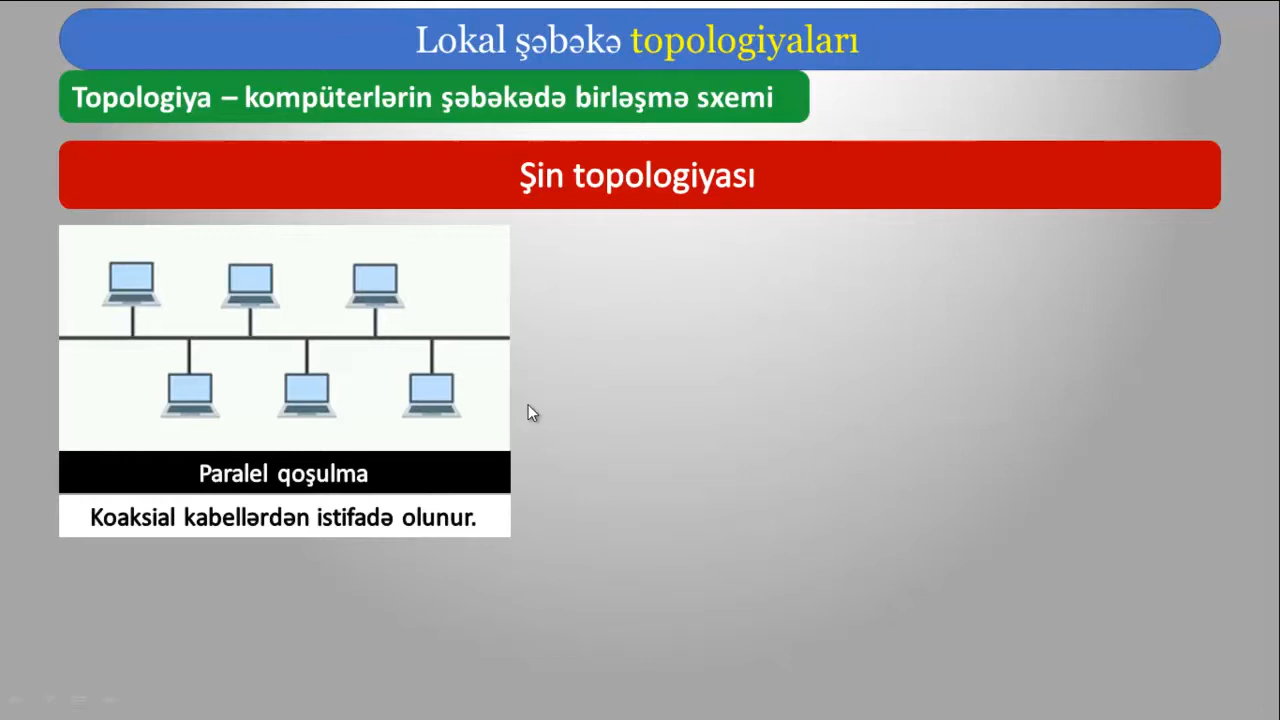 Lokal şəbəkə topologiyaları
Topologiya – kompüterlərin şəbəkədə birləşmə sxemi
Şin topologiyası
Paralel qoşulma
Koaksial kabellərdən istifadə olunur.